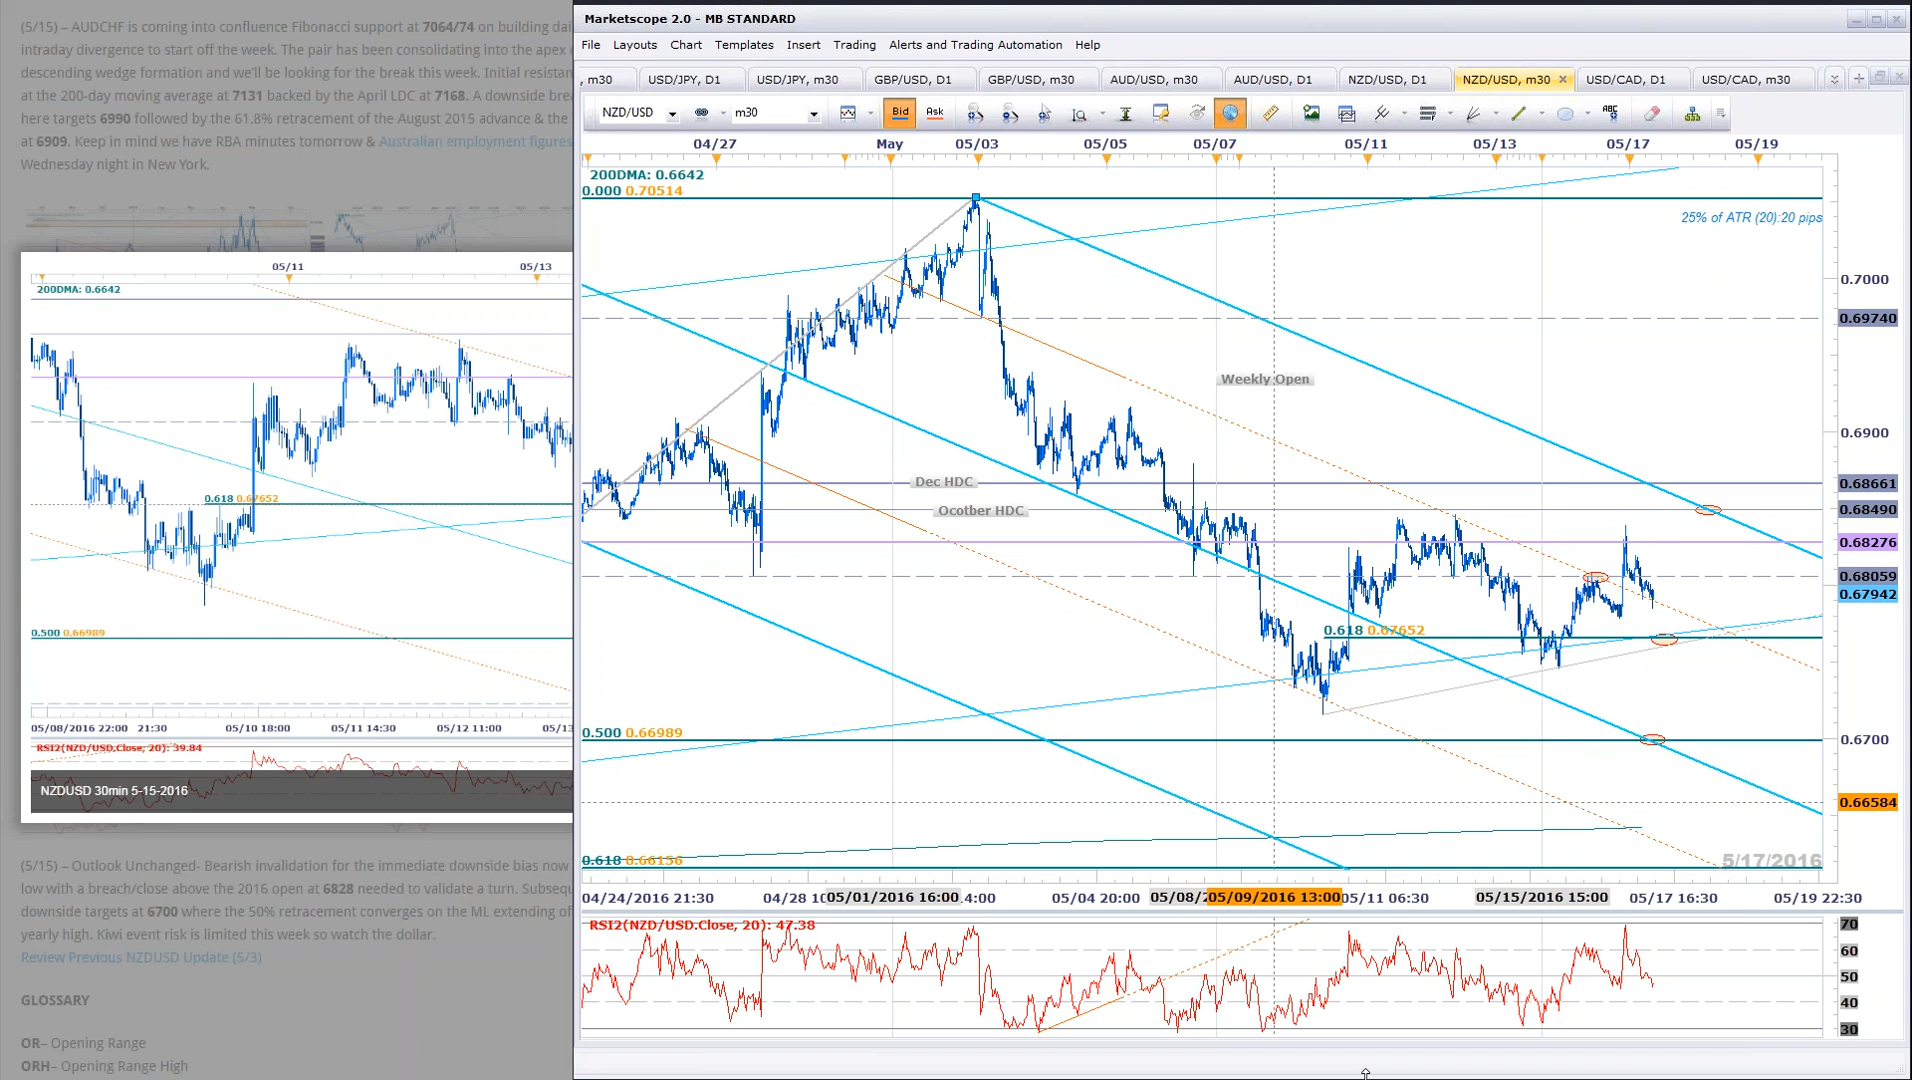 (5/15) – AUDCHF is coming into confluence Fibonacci support at 7064/74 on building dai
intraday divergence to start off the week. The pair has been consolidating into the apex
descending wedge formation and we'll be looking for the break this week. Initial resistan
at the 200-day moving average at 7131 backed by the April LDC at 7168. A downside bre
here targets 6990 followed by the 61.8% retracement of the August 2015 advance & the
at 6909. Keep in mind we have RBA minutes tomorrow & Australian employment figures
Wednesday night in New York.
05/11 05/13
200DMA: 0.6642
0.618 0.67652
0.500 0.66989
05/08/2016 22:00 21:30 05/10 18:00 05/11 14:30 05/12 11:00 05/13
RSI2(NZD/USD.Close, 20): 39.84
NZDUSD 30min 5-15-2016
(5/15) – Outlook Unchanged- Bearish invalidation for the immediate downside bias now
low with a breach/close above the 2016 open at 6828 needed to validate a turn. Subsequ
downside targets at 6700 where the 50% retracement converges on the ML extending of
yearly high. Kiwi event risk is limited this week so watch the dollar.
Review Previous NZDUSD Update (5/3)
GLOSSARY
OR– Opening Range
ORH– Opening Range High
Marketscope 2.0 - MB STANDARD
File Layouts Chart Templates Insert Trading Alerts and Trading Automation Help
, m30 USD/JPY, D1 USD/JPY, m30 GBP/USD, D1 GBP/USD, m30 AUD/USD, m30 AUD/USD, D1 NZD/USD, D1 NZD/USD, m30 USD/CAD, D1 USD/CAD, m30
NZD/USD m30 Bid Ask ABC
04/27 May 05/03 05/05 05/07 05/11 05/13 05/17 05/19
200DMA: 0.6642
0.000 0.70514
25% of ATR (20):20 pips
0.7000
0.69740
Weekly Open
0.6900
Dec HDC
0.68661
Ocotber HDC
0.68490
0.68276
0.68059
0.67942
0.618 0.67652
0.500 0.66989
0.6700
0.66584
0.618 0.66156
5/17/2016
04/24/2016 21:30 04/28 10 05/01/2016 16:00 4:00 05/04 20:00 05/08/2 05/09/2016 13:00 05/11 06:30 05/15/2016 15:00 05/17 16:30 05/19 22:30
RSI2(NZD/USD.Close, 20): 47.38
70
60
50
40
30